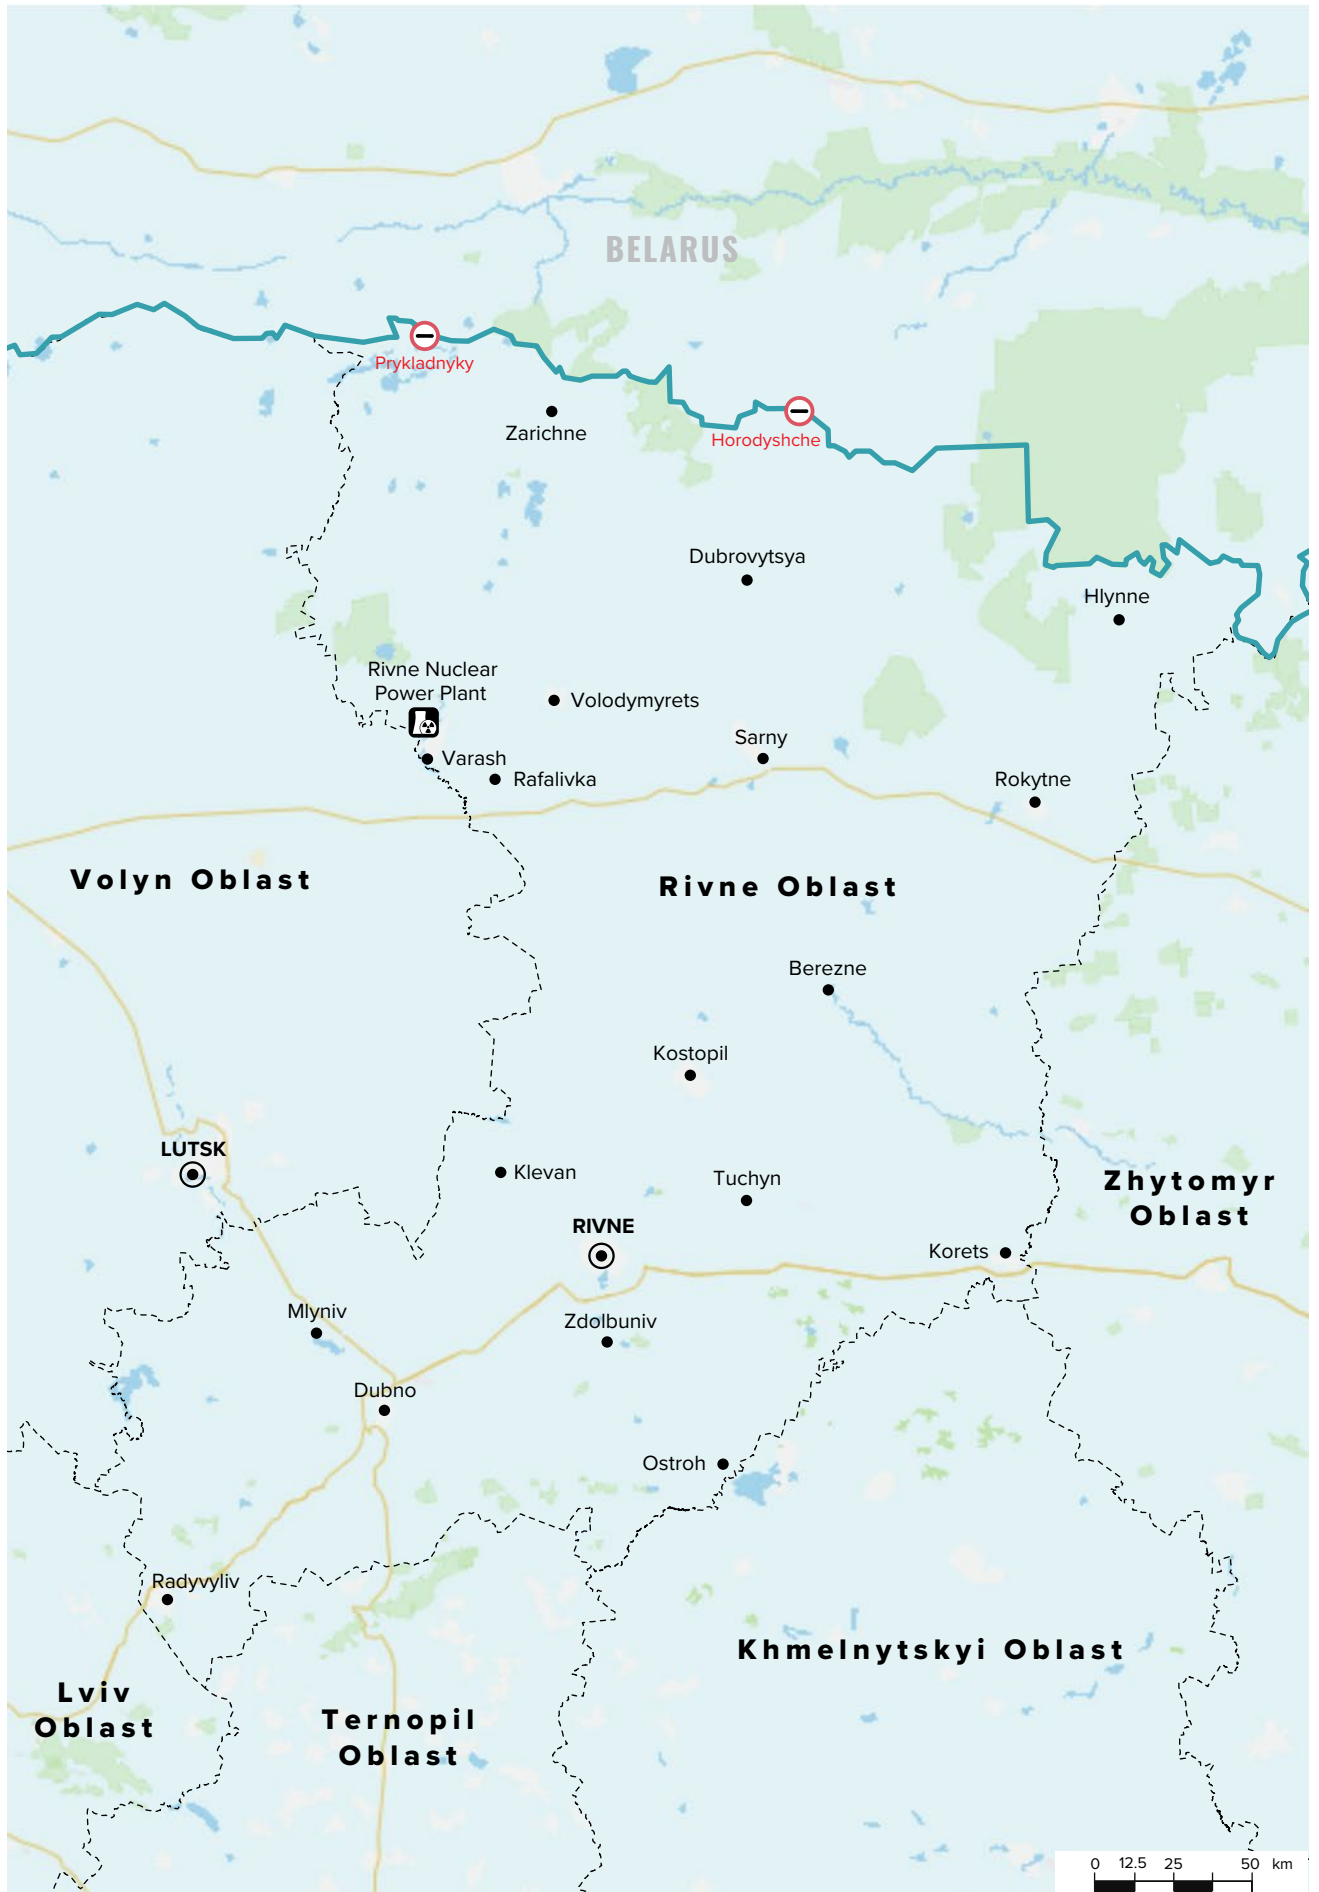 BELARUS
Prykladnyky
Zarichne
Horodyshche
Dubrovytsya
Hlynne
Rivne Nuclear
Power Plant
Volodymyrets
Sarny
Varash
Rafalivka
Rokytne
Volyn Oblast
Rivne Oblast
Berezne
Kostopil
LUTSK
Klevan
Tuchyn
Zhytomyr
Oblast
RIVNE
Korets
Mlyniv
Zdolbuniv
Dubno
Ostroh
Radyvyliv
Khmelnytskyi Oblast
Lviv
Oblast
Ternopil
Oblast
0 12.5 25 50 km